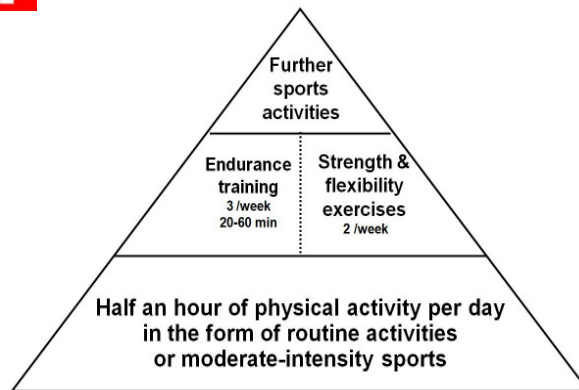 Further
sports
activities
Endurance
training
3 /week
20-60 min
Strength &
flexibility
exercises
2 /week
Half an hour of physical activity per day
in the form of routine activities
or moderate-intensity sports